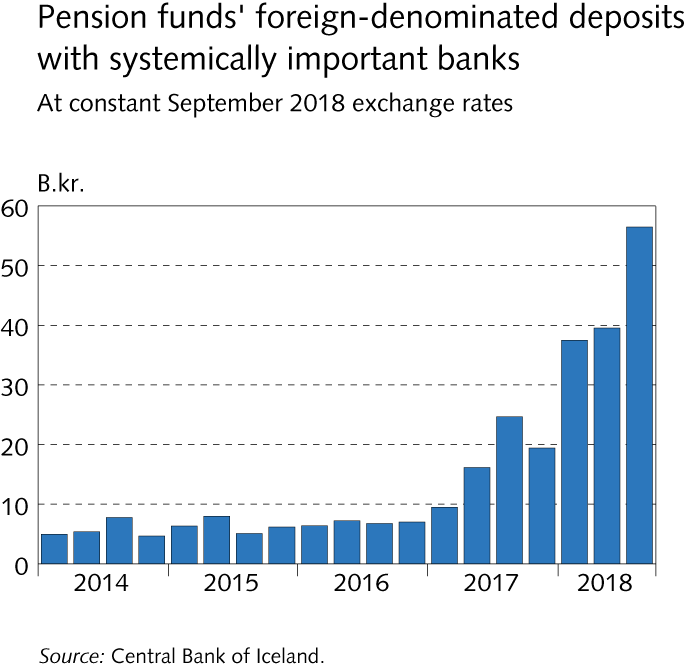 Pension funds' foreign-denominated deposits
with systemically important banks
At constant September 2018 exchange rates
B.kr.
60
50
40
30
20
10
0
2014 2015 2016 2017 2018
Source: Central Bank of Iceland.